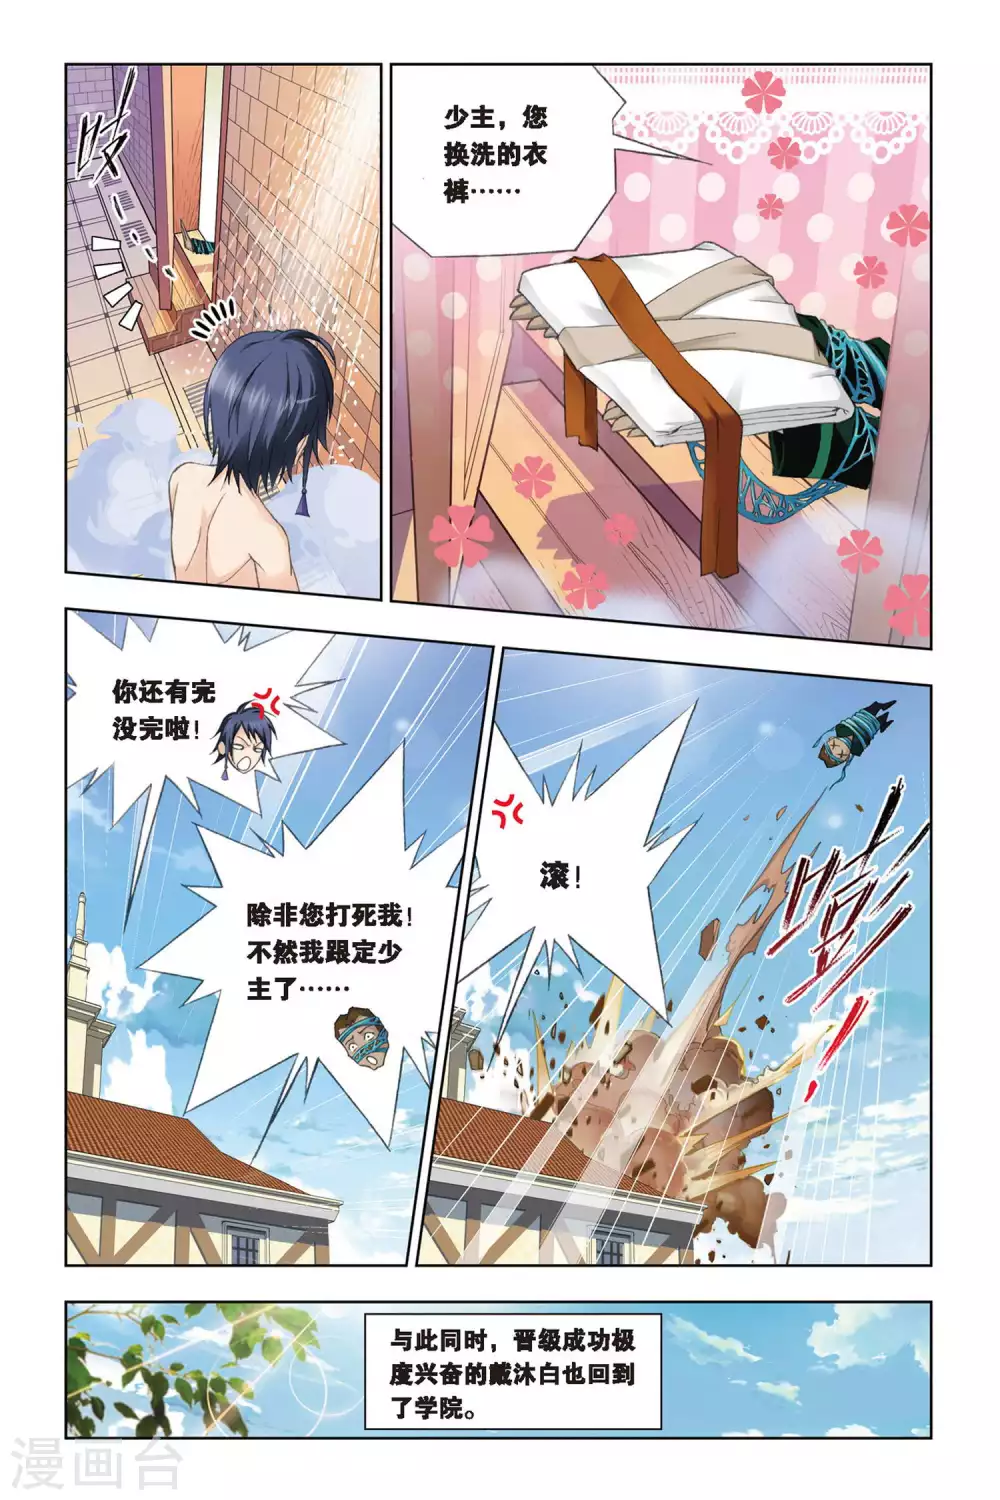 吱
少主，您
换洗的衣
裤……
你还有完
没完啦！
除非您打死我！
不然我跟定少
主了……
滚！
嘭！
与此同时，晋级成功极
度兴奋的戴沐白也回到
了学院。
漫画台